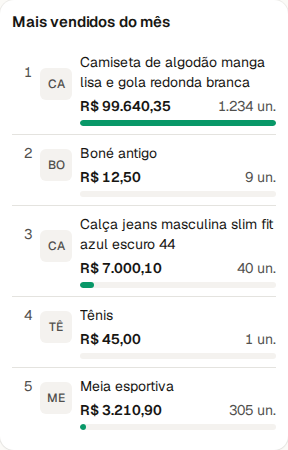 Mais vendidos do mês
1
CA
Camiseta de algodão manga
lisa e gola redonda branca
R$ 99.640,35 1.234 un.
2
BO
Boné antigo
R$ 12,50 9 un.
3
CA
Calça jeans masculina slim fit
azul escuro 44
R$ 7.000,10 40 un.
4
TÊ
Tênis
R$ 45,00 1 un.
5
ME
Meia esportiva
R$ 3.210,90 305 un.